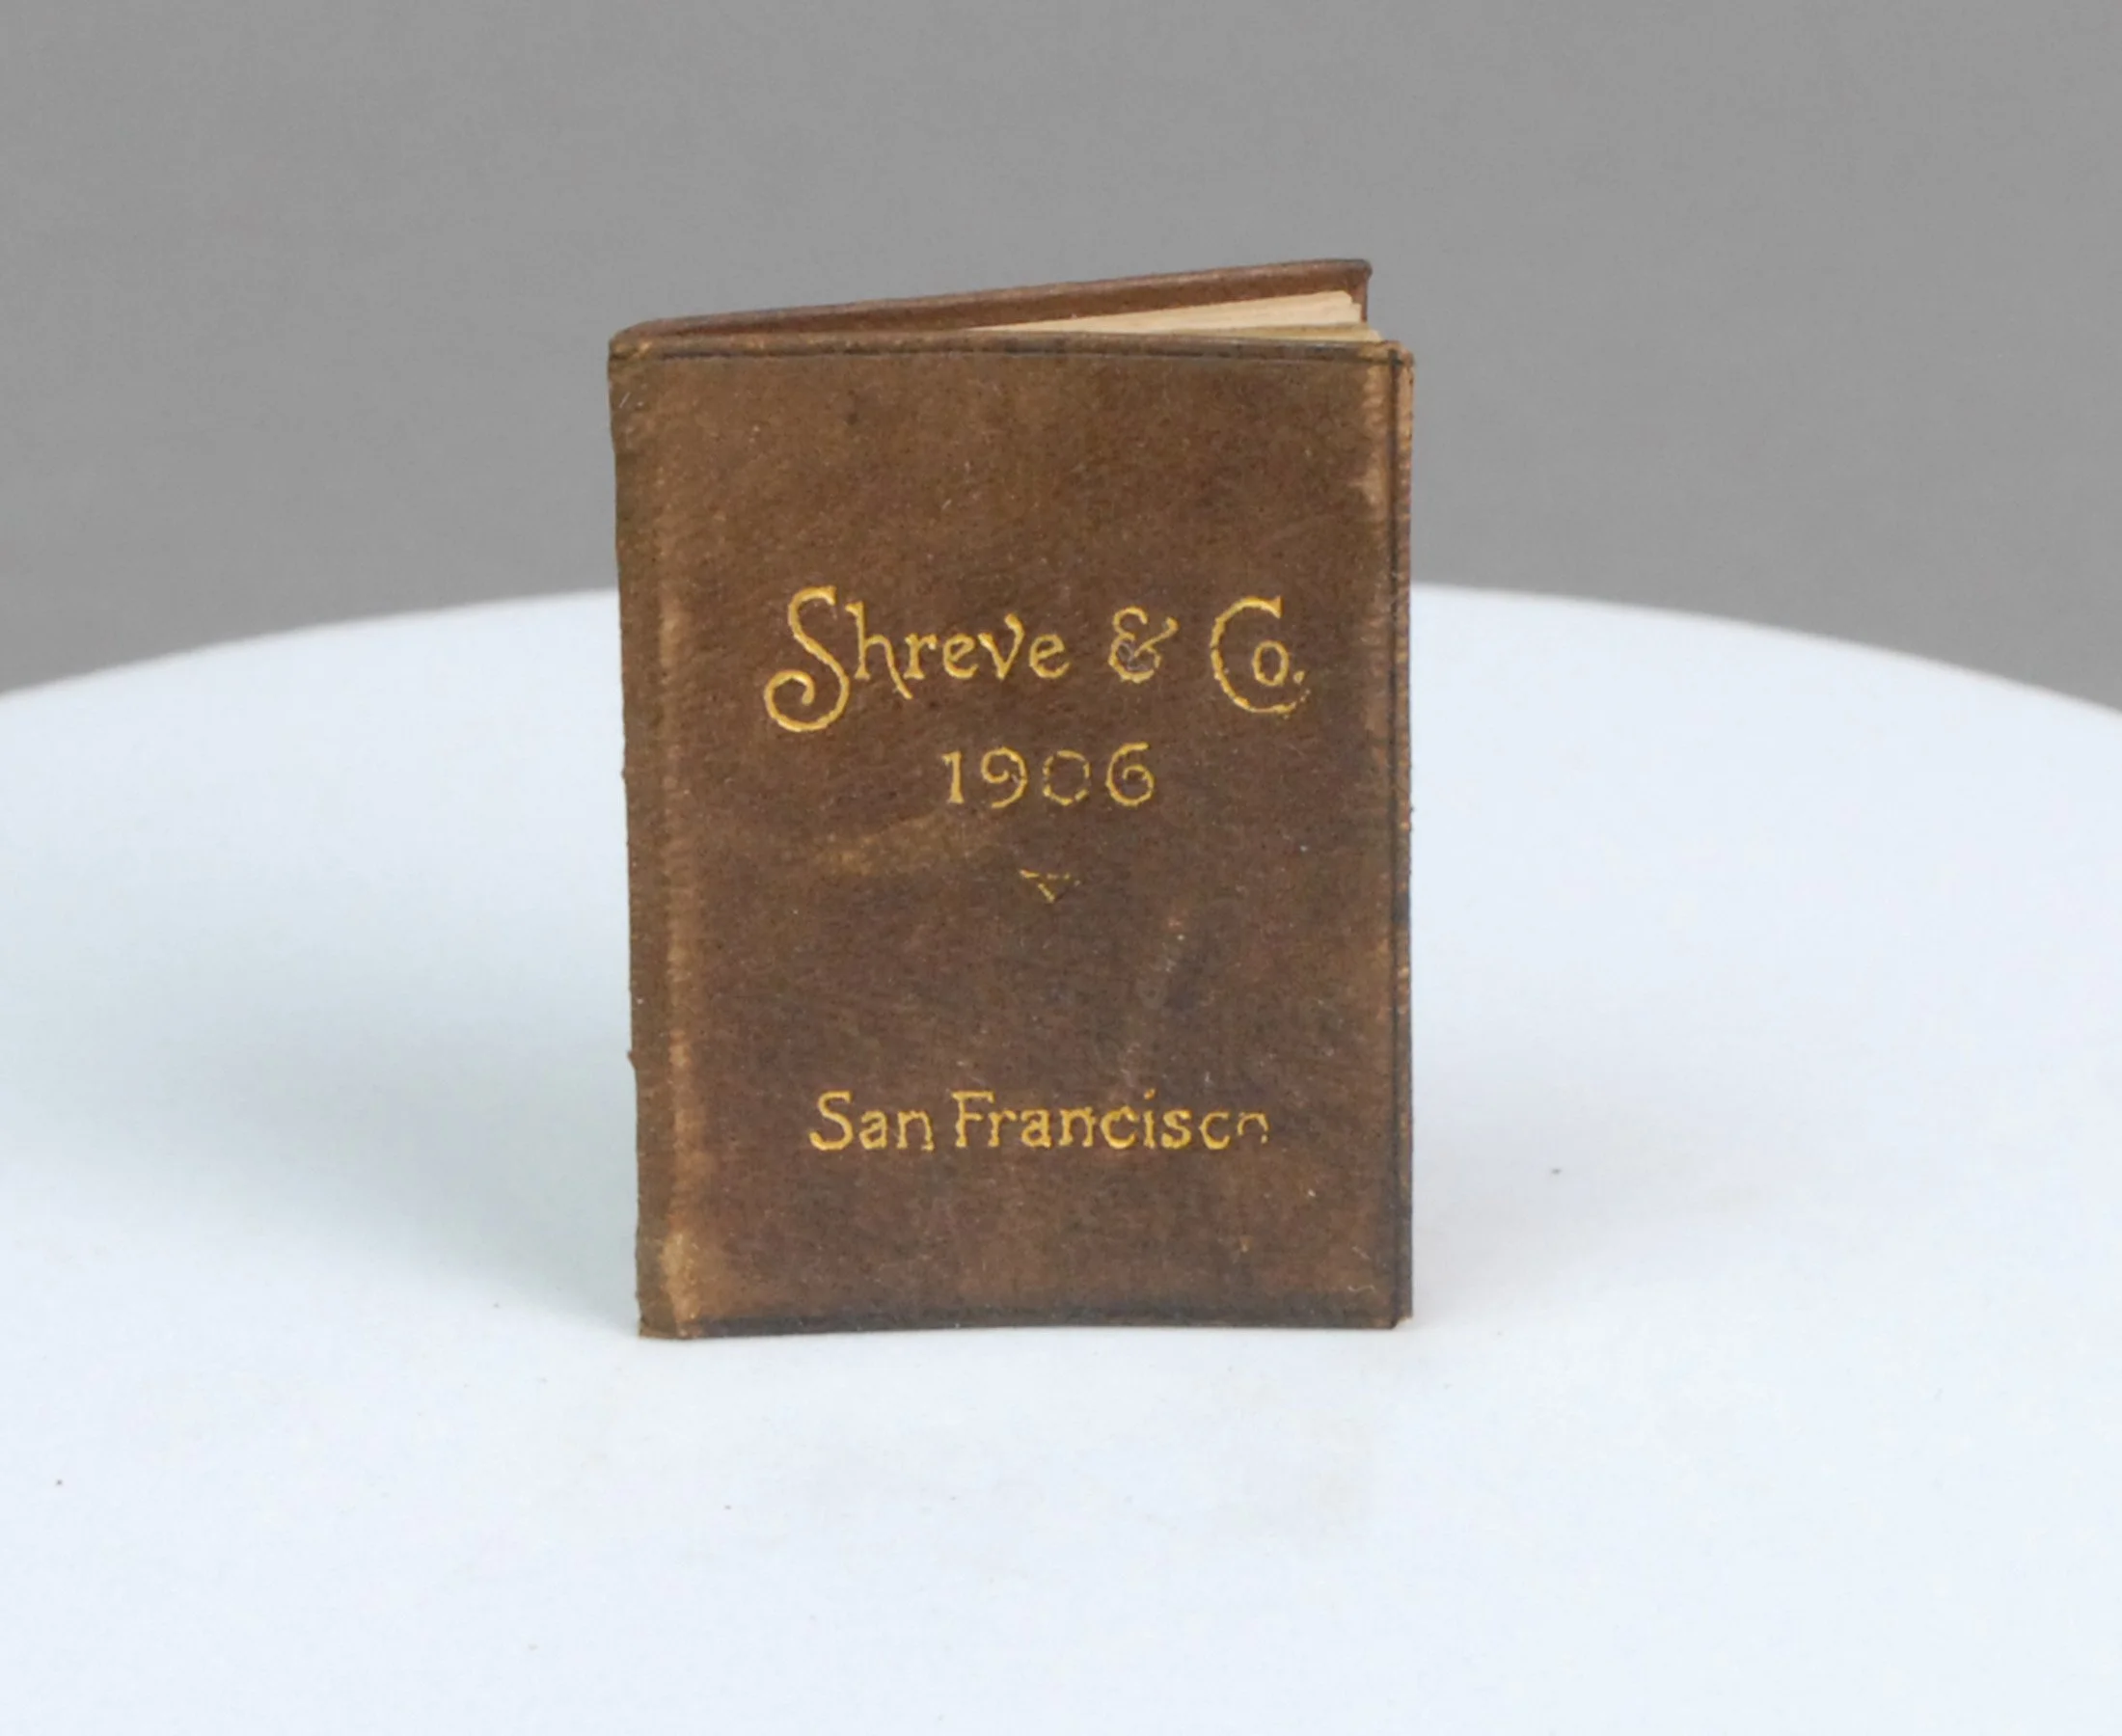 Shreve & Co.
1906
San Francisco